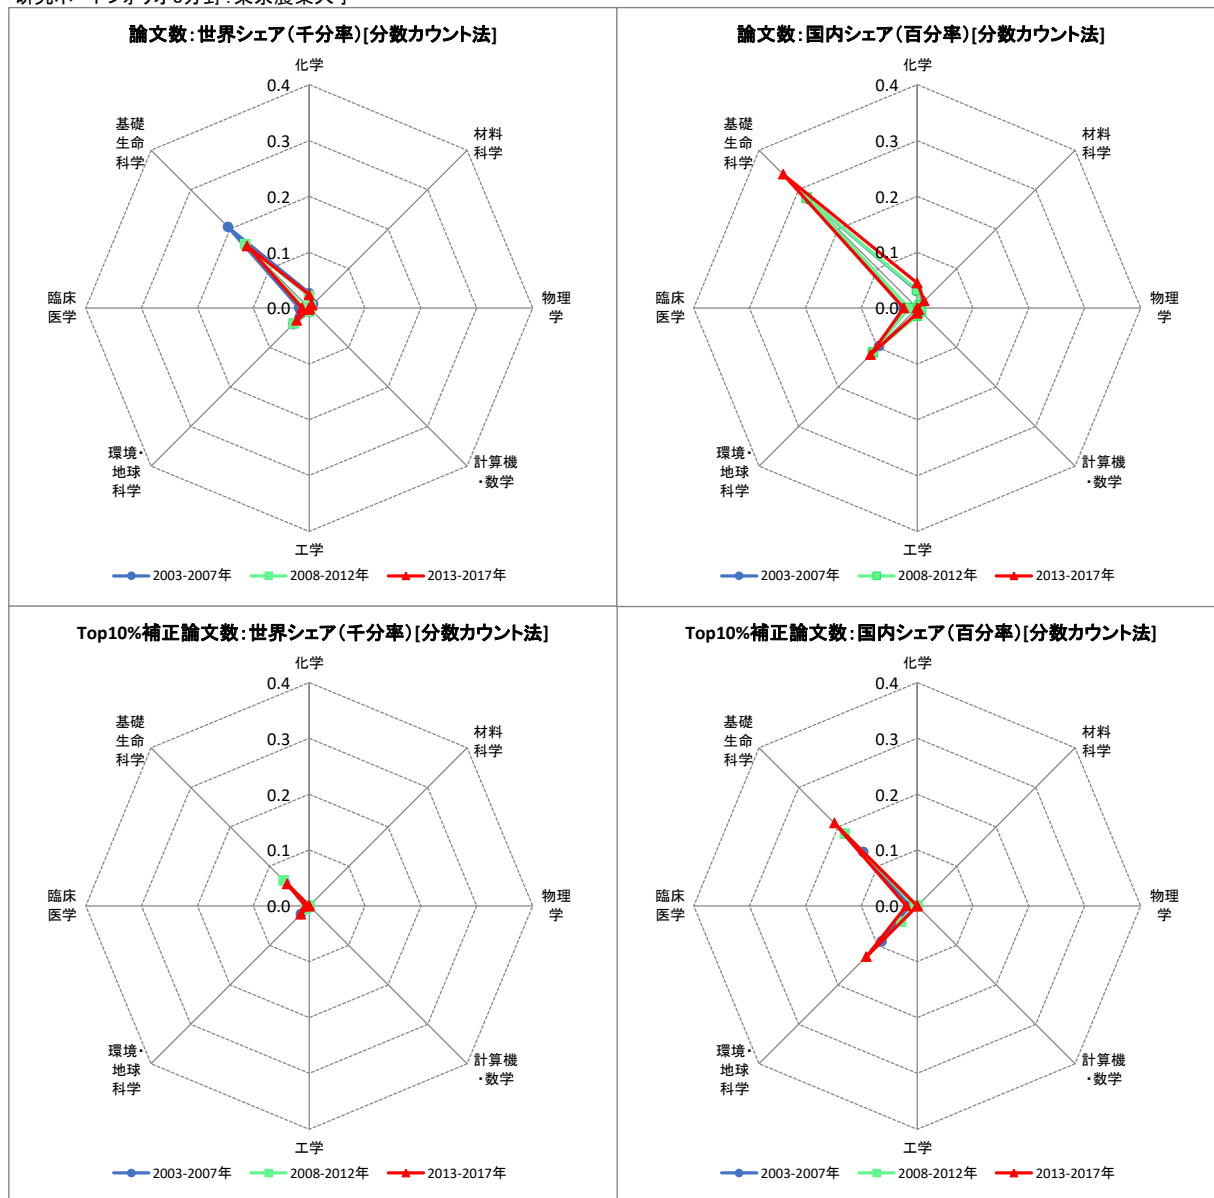 論文数：世界シェア（千分率）[分数カウント法]
化学
0.4
0.3
0.2
0.1
0.0
材料
科学
物理
学
計算機
・数学
工学
環境・
地球
科学
臨床
医学
基礎
生命
科学
2003-2007年
2008-2012年
2013-2017年
論文数：国内シェア（百分率）[分数カウント法]
化学
0.4
0.3
0.2
0.1
0.0
材料
科学
物理
学
計算機
・数学
工学
環境・
地球
科学
臨床
医学
基礎
生命
科学
2003-2007年
2008-2012年
2013-2017年
Top10%補正論文数：世界シェア（千分率）[分数カウント法]
化学
0.4
0.3
0.2
0.1
0.0
材料
科学
物理
学
計算機
・数学
工学
環境・
地球
科学
臨床
医学
基礎
生命
科学
2003-2007年
2008-2012年
2013-2017年
Top10%補正論文数：国内シェア（百分率）[分数カウント法]
化学
0.4
0.3
0.2
0.1
0.0
材料
科学
物理
学
計算機
・数学
工学
環境・
地球
科学
臨床
医学
基礎
生命
科学
2003-2007年
2008-2012年
2013-2017年